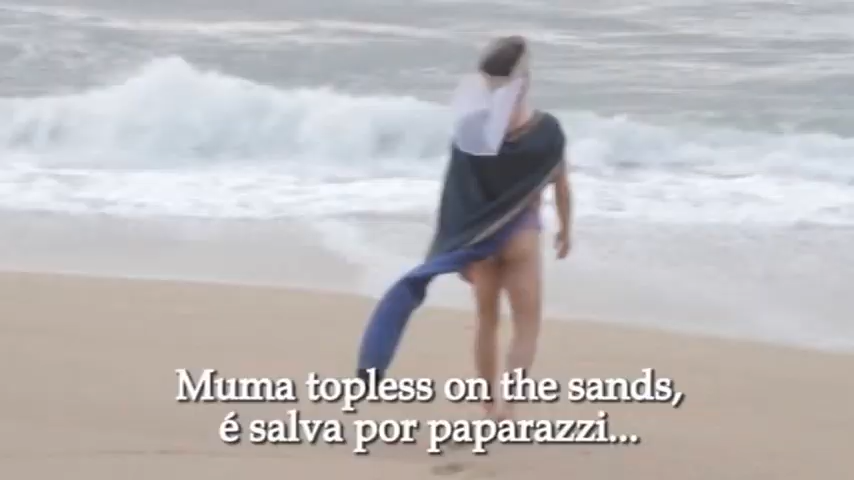 Muma topless on the sands,
é salva por paparazzi...